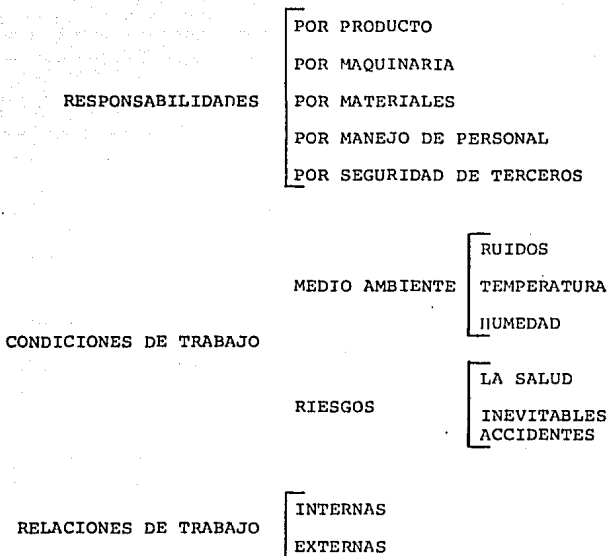 POR PRODUCTO
POR MAQUINARIA
RESPONSABILIDADES
POR MATERIALES
POR MANEJO DE PERSONAL
POR SEGURIDAD DE TERCEROS
MEDIO AMBIENTE
RUIDOS
TEMPERATURA
HUMEDAD
CONDICIONES DE TRABAJO
RIESGOS
LA SALUD
INEVITABLES
ACCIDENTES
RELACIONES DE TRABAJO
INTERNAS
EXTERNAS